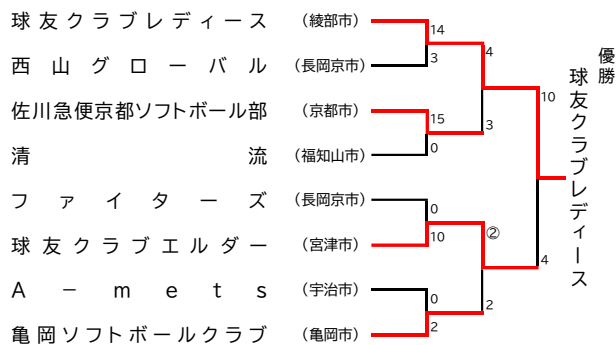 球友クラブレディース （綾部市）
西山グローバル （長岡京市）
佐川急便京都ソフトボール部 （京都市）
清流 （福知山市）
ファイターズ （長岡京市）
球友クラブエルダー （宮津市）
A－mets （宇治市）
亀岡ソフトボールクラブ （亀岡市）
14
3
15
0
0
10
0
2
4
3
②
2
10
4
優勝
球友クラブレディース